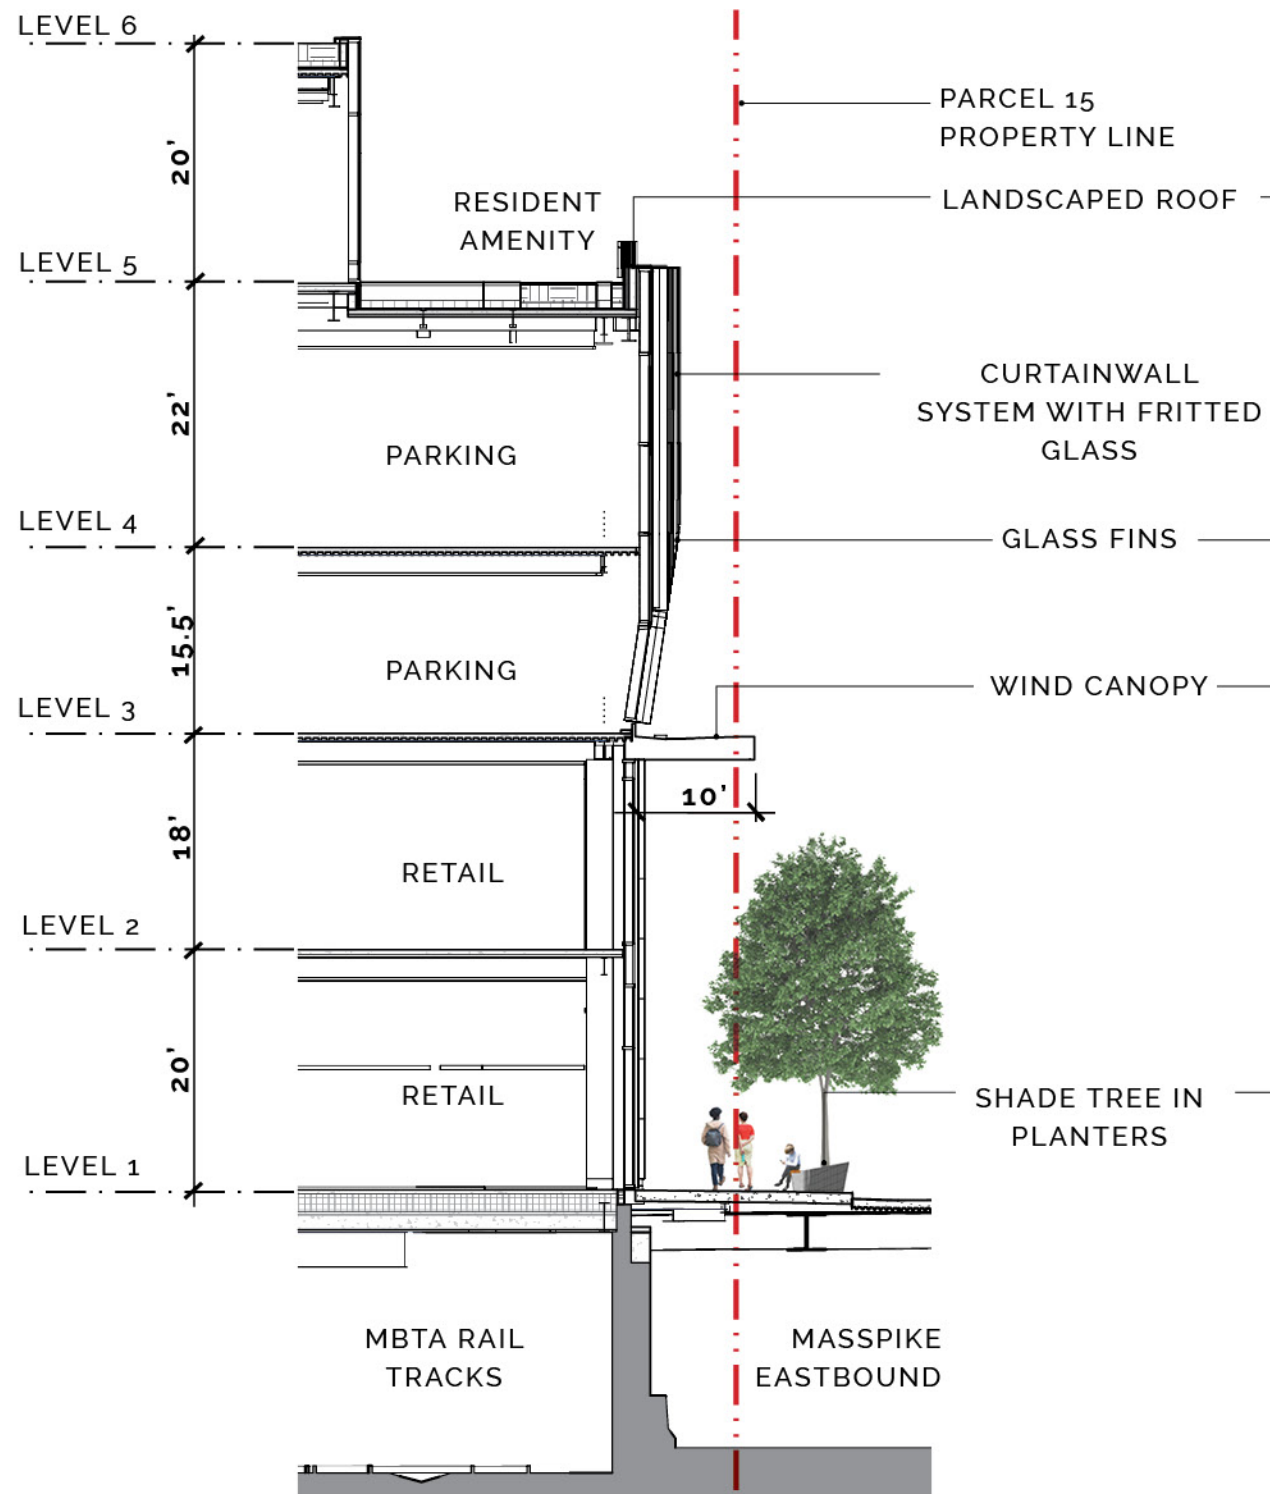 LEVEL 6
PARCEL 15
PROPERTY LINE
20'
RESIDENT
AMENITY
LANDSCAPED ROOF
LEVEL 5
CURTAINWALL
SYSTEM WITH FRITTED
GLASS
22'
PARKING
LEVEL 4
GLASS FINS
15.5'
PARKING
WIND CANOPY
LEVEL 3
10'
18'
RETAIL
LEVEL 2
20'
RETAIL
SHADE TREE IN
PLANTERS
LEVEL 1
MBTA RAIL
TRACKS
MASSPIKE
EASTBOUND